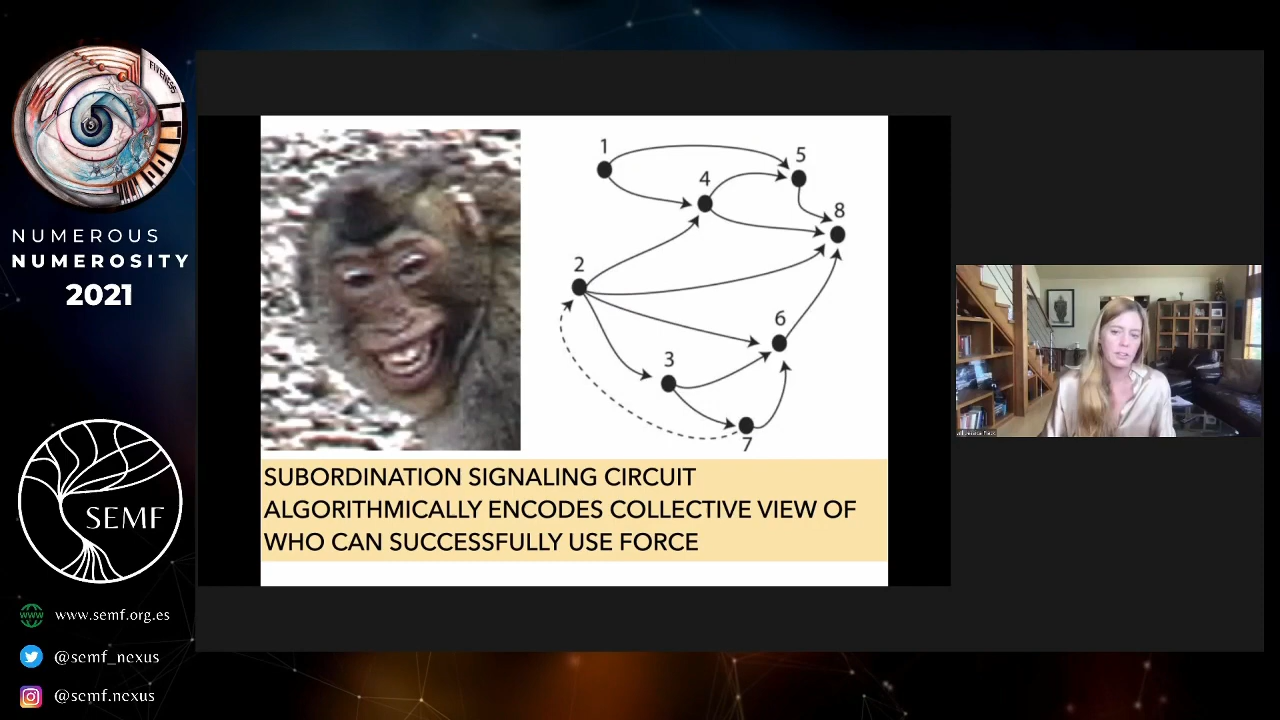 FIVENESS
NUMEROUS
NUMEROSITY
2021
SEMF
www.semf.org.es
@semf_nexus
@semf.nexus
1
5
4
8
2
6
3
7
SUBORDINATION SIGNALING CIRCUIT
ALGORITHMICALLY ENCODES COLLECTIVE VIEW OF
WHO CAN SUCCESSFULLY USE FORCE